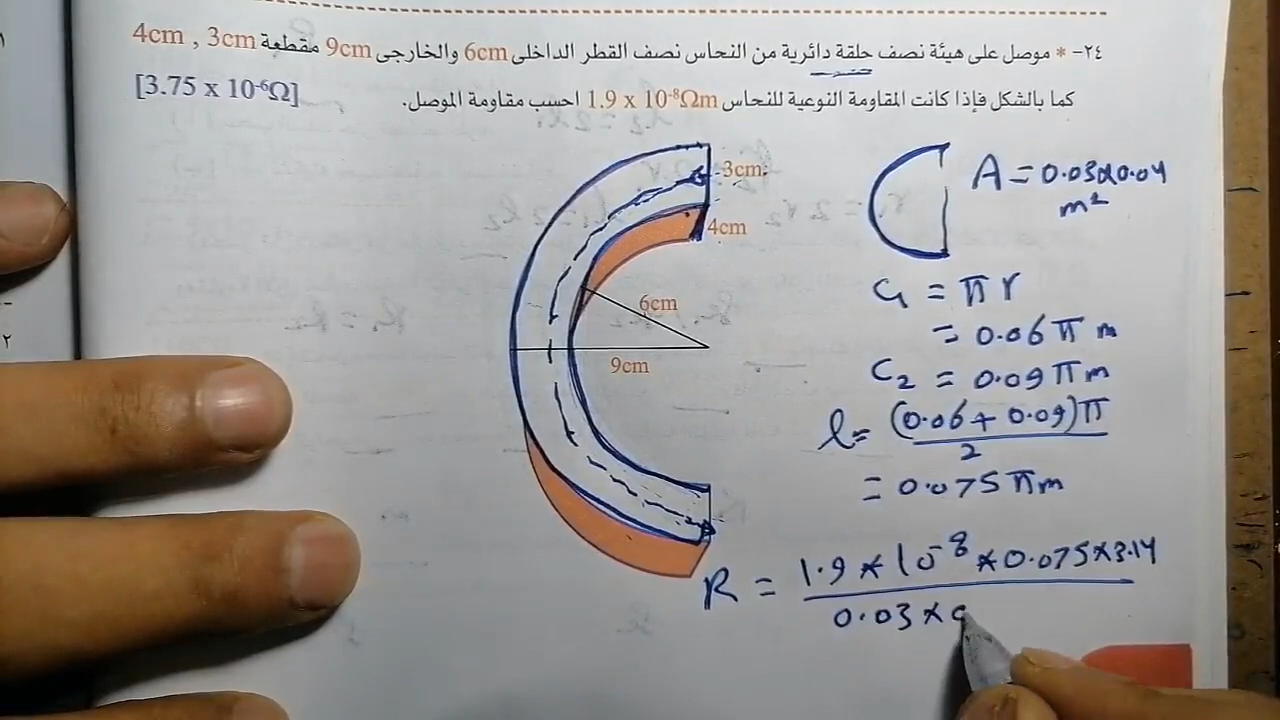 ٢٤- * موصل على هيئة نصف حلقة دائرية من النحاس نصف القطر الداخلى 6cm والخارجى 9cm مقطعة 4cm , 3cm
كما بالشكل فإذا كانت المقاومة النوعية للنحاس 1.9 x 10⁻⁸Ωm احسب مقاومة الموصل.
[3.75 x 10⁻⁶Ω]
3cm
4cm
6cm
9cm
A = 0.03x0.04
m²
C₁ = π r
= 0.06 π m
C₂ = 0.09 π m
l = (0.06 + 0.09) π
2
= 0.075 π m
R = 1.9 * 10⁻⁸ * 0.075 * 3.14
0.03 *